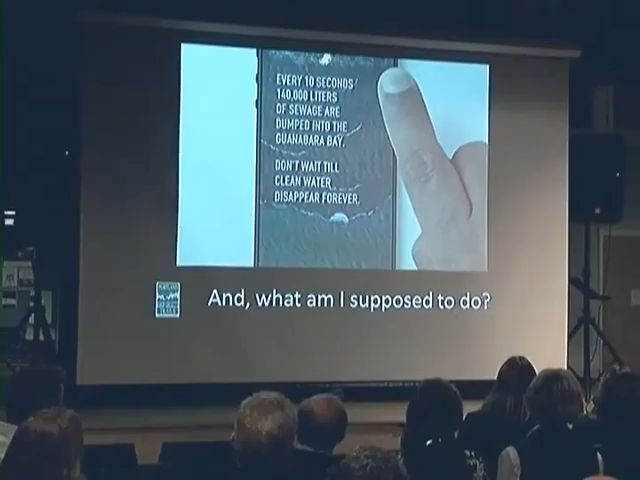 EVERY 10 SECONDS
140,000 LITERS
OF SEWAGE ARE
DUMPED INTO THE
GUANABARA BAY.
DON'T WAIT TILL
CLEAN WATER
DISAPPEAR FOREVER.
And, what am I supposed to do?